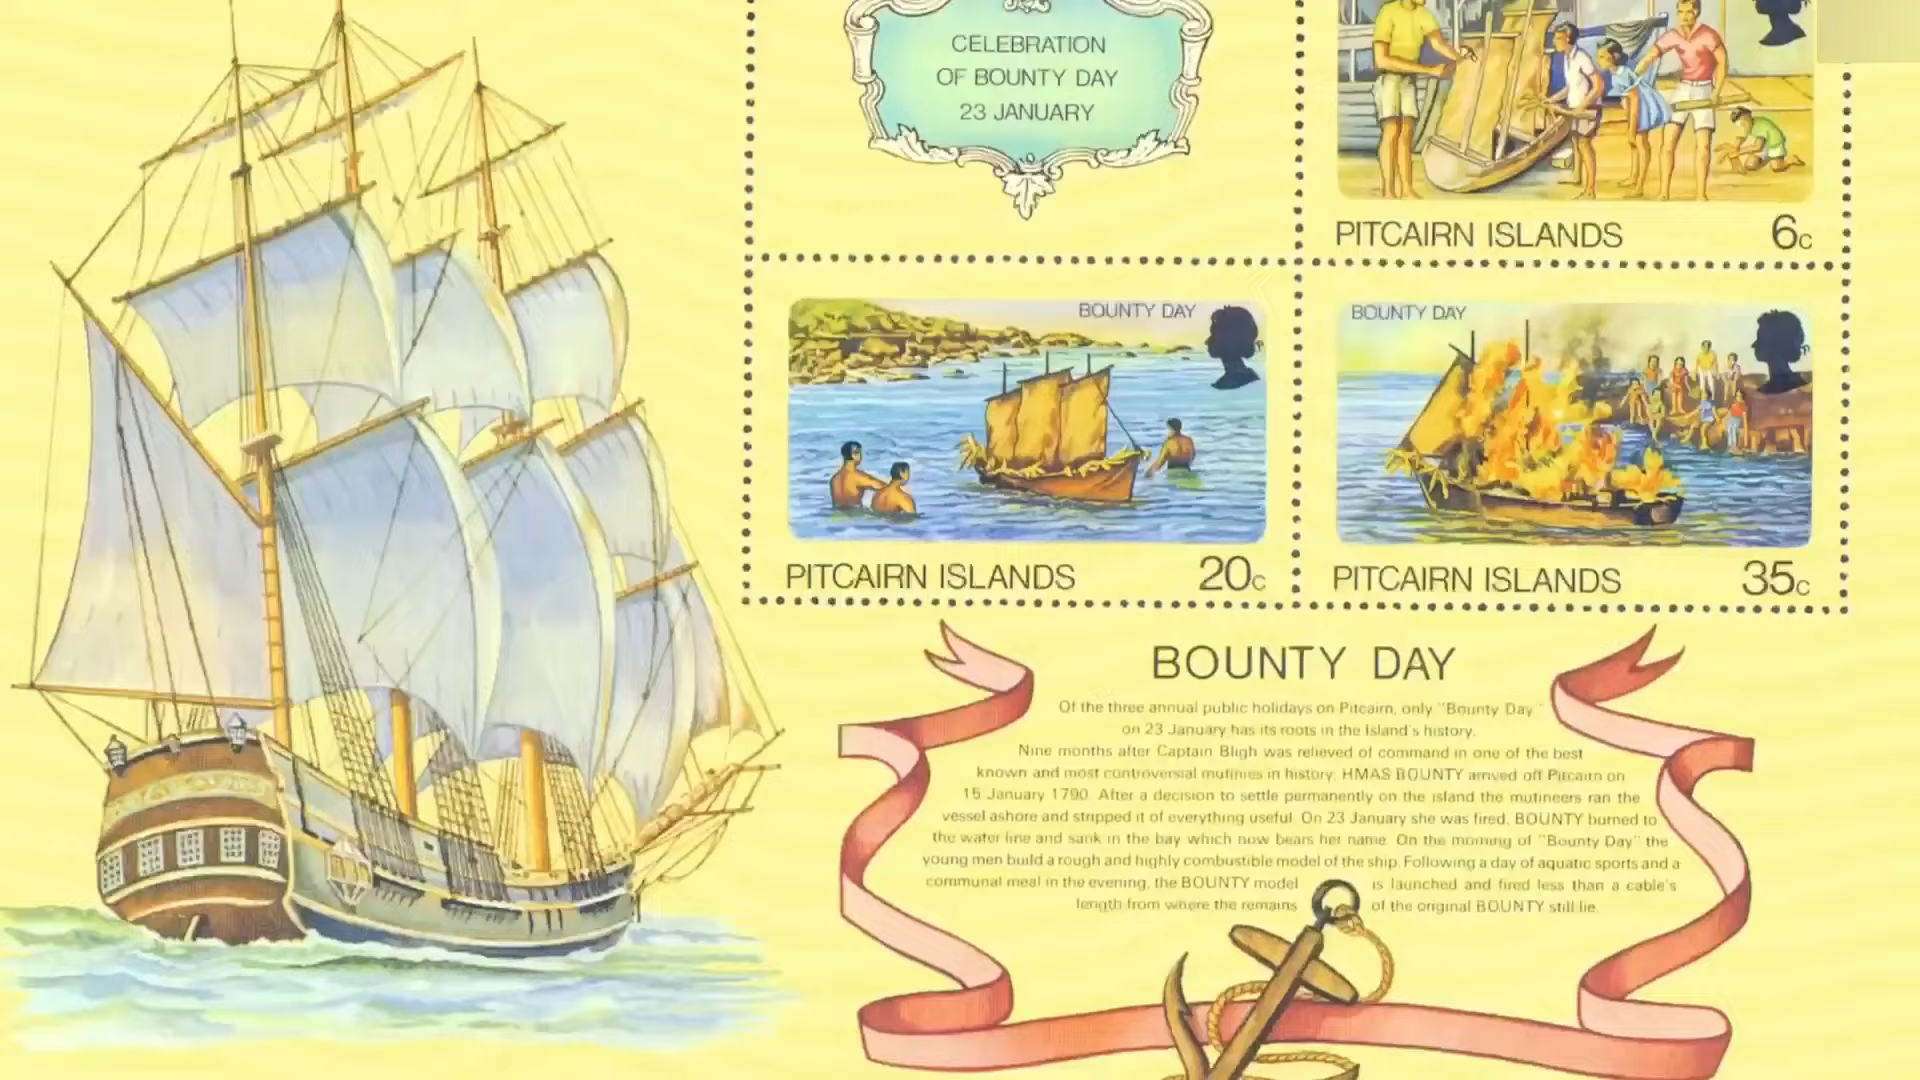 CELEBRATION
OF BOUNTY DAY
23 JANUARY
PITCAIRN ISLANDS 6c
BOUNTY DAY
PITCAIRN ISLANDS 20c
BOUNTY DAY
PITCAIRN ISLANDS 35c
BOUNTY DAY
Of the three annual public holidays on Pitcairn, only "Bounty Day"
on 23 January has its roots in the Island's history.
Nine months after Captain Bligh was relieved of command in one of the best
known and most controversial mutinies in history, HMAS BOUNTY arrived off Pitcairn on
15 January 1790. After a decision to settle permanently on the island the mutineers ran the
vessel ashore and stripped it of everything useful. On 23 January she was fired. BOUNTY burned to
the water line and sank in the bay which now bears her name. On the morning of "Bounty Day" the
young men build a rough and highly combustible model of the ship. Following a day of aquatic sports and a
communal meal in the evening, the BOUNTY model is launched and fired less than a cable's
length from where the remains of the original BOUNTY still lie.